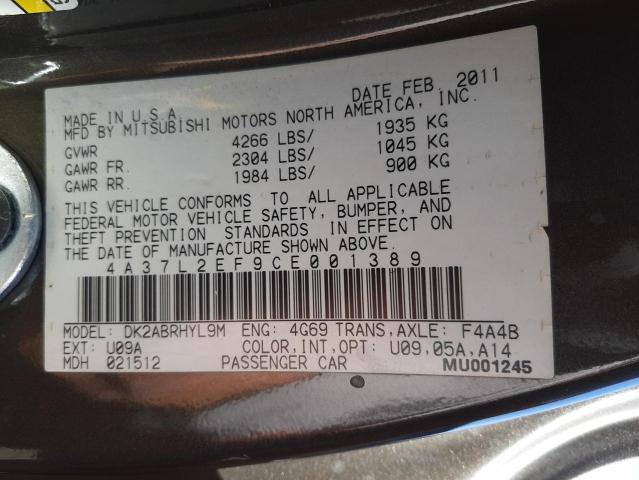 DATE FEB. 2011
MADE IN U.S.A
MFD BY MITSUBISHI MOTORS NORTH AMERICA, INC.
GVWR 4266 LBS/ 1935 KG
GAWR FR. 2304 LBS/ 1045 KG
GAWR RR. 1984 LBS/ 900 KG
THIS VEHICLE CONFORMS TO ALL APPLICABLE
FEDERAL MOTOR VEHICLE SAFETY, BUMPER, AND
THEFT PREVENTION STANDARDS IN EFFECT ON
THE DATE OF MANUFACTURE SHOWN ABOVE.
4A37L2EF9CE001389
MODEL: DK2ABRHYL9M ENG: 4G69 TRANS,AXLE: F4A4B
EXT: U09A COLOR,INT,OPT: U09,05A,A14
MDH 021512 PASSENGER CAR MU001245